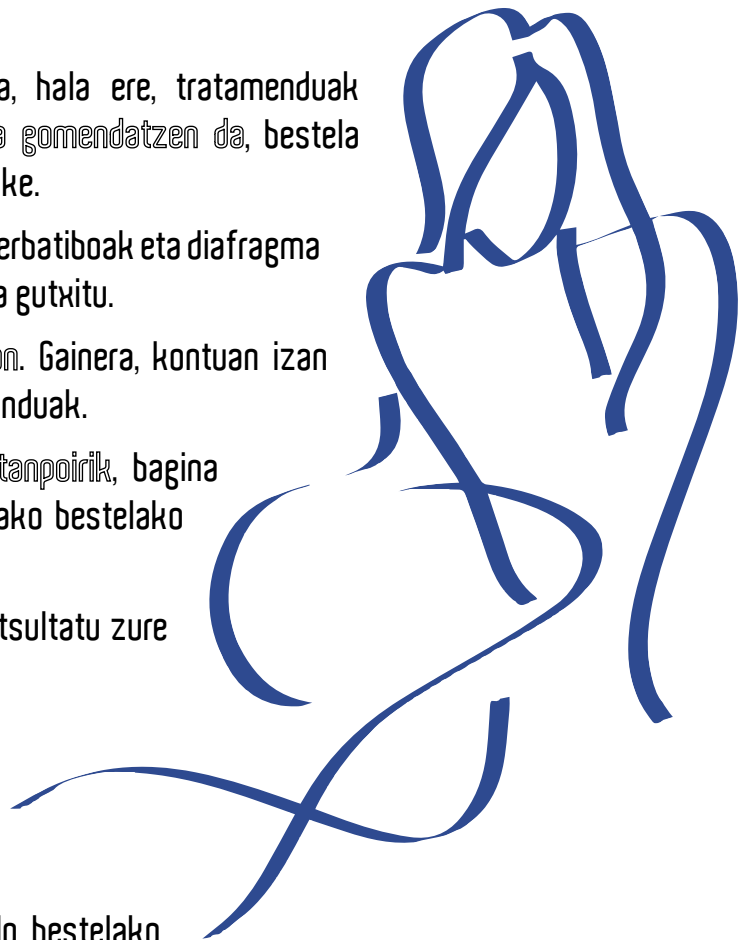 a, hala ere, tratamenduak
a gomendatzen da, bestela
ke.
erbatiboak eta diafragma
a gutxitu.
on. Gainera, kontuan izan
nduak.
tanpoirik, bagina
ako bestelako
tsultatu zure
do bestelako